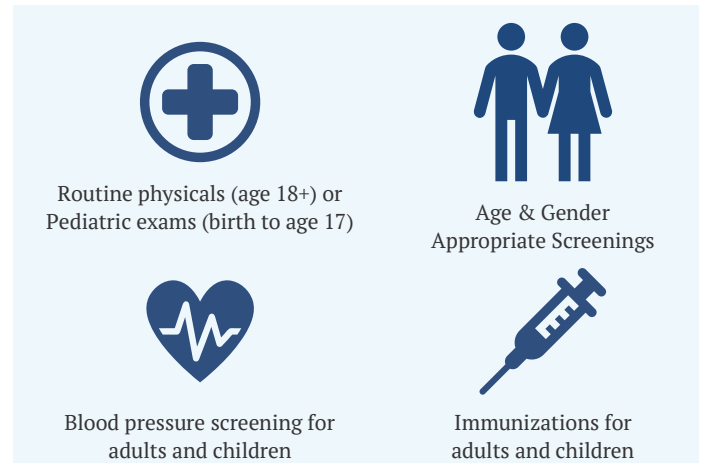 Routine physicals (age 18+) or
Pediatric exams (birth to age 17)
Age & Gender
Appropriate Screenings
Blood pressure screening for
adults and children
Immunizations for
adults and children